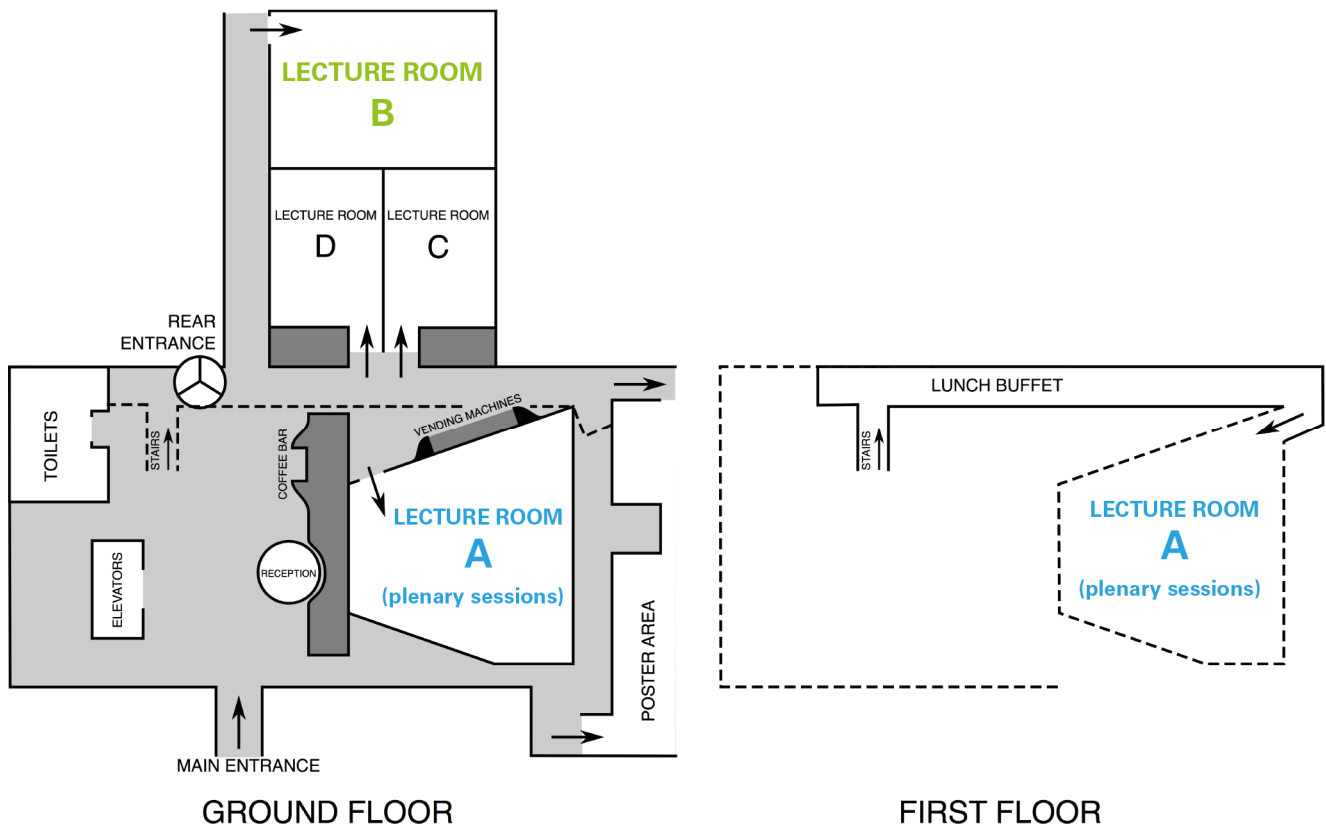 LECTURE ROOM
B
LECTURE ROOM
D
LECTURE ROOM
C
REAR
ENTRANCE
TOILETS
STAIRS
COFFEE BAR
VENDING MACHINES
LECTURE ROOM
A
(plenary sessions)
RECEPTION
ELEVATORS
POSTER AREA
MAIN ENTRANCE
GROUND FLOOR
LUNCH BUFFET
STAIRS
LECTURE ROOM
A
(plenary sessions)
FIRST FLOOR